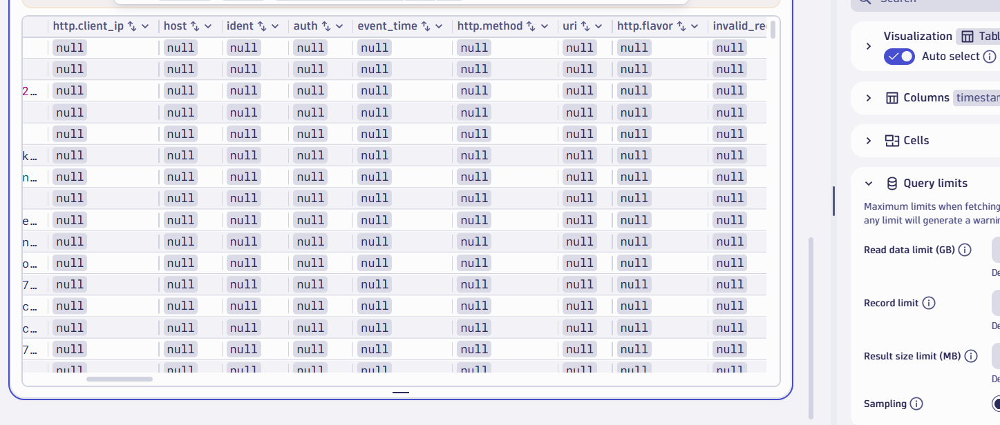 http.client_ip host ident auth event_time http.method uri http.flavor invalid_re
null null null null null null null null null
null null null null null null null null null
2… null null null null null null null null null
null null null null null null null null null
null null null null null null null null null
k… null null null null null null null null null
n… null null null null null null null null null
null null null null null null null null null
e… null null null null null null null null null
n… null null null null null null null null null
o… null null null null null null null null null
7… null null null null null null null null null
c… null null null null null null null null null
c… null null null null null null null null null
7… null null null null null null null null null
null null null null null null null null null
Search
Visualization Tabl
Auto select
Columns timestam
Cells
Query limits
Maximum limits when fetching
any limit will generate a warnin
Read data limit (GB)
De
Record limit
De
Result size limit (MB)
De
Sampling